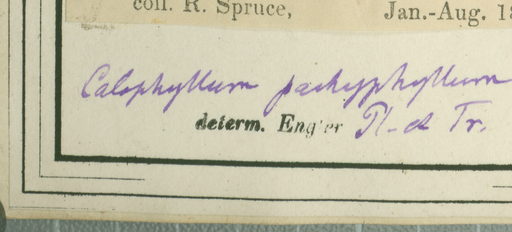 coll. R. Spruce, Jan.-Aug. 18
Calophyllum pachyphyllum
determ. Engler Pl. et Tr.